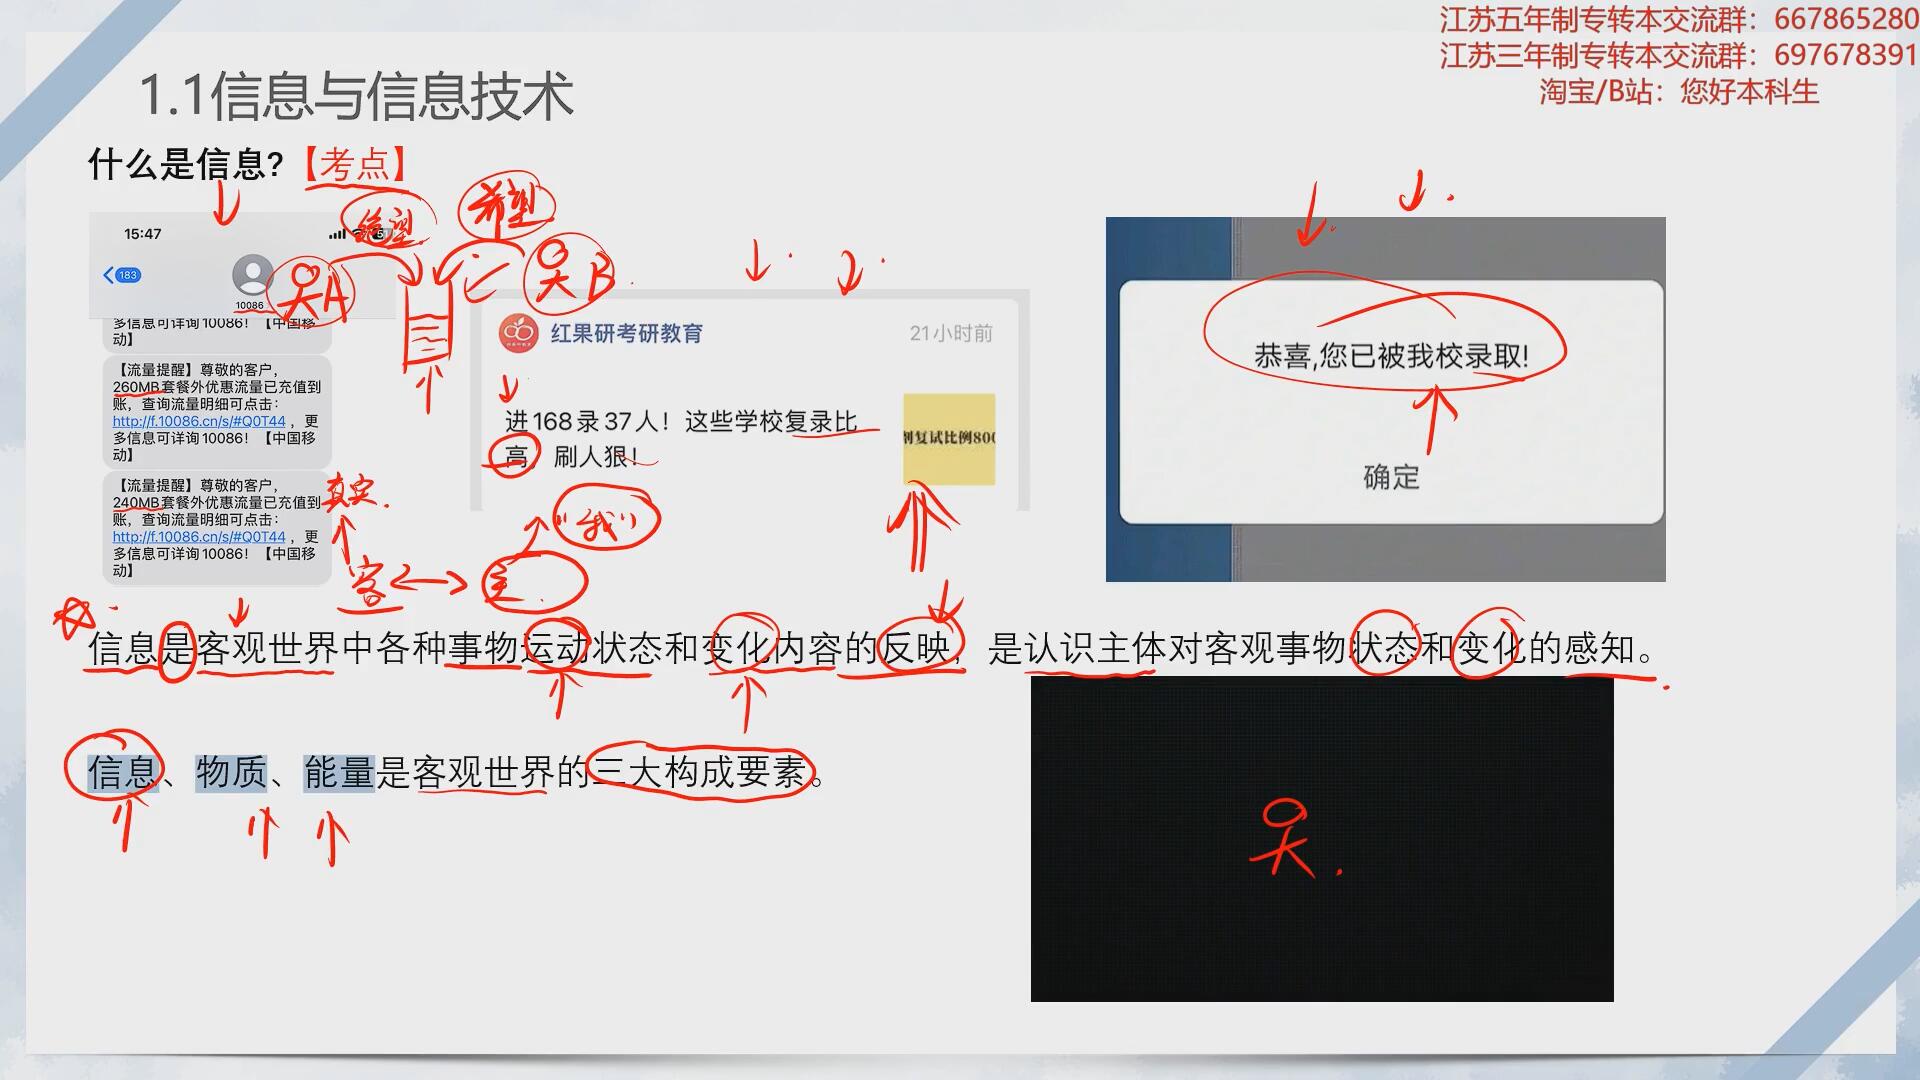 江苏五年制专转本交流群：667865280
江苏三年制专转本交流群：697678391
淘宝/B站：您好本科生
1.1信息与信息技术
什么是信息?【考点】
希望
绝望
15:47
183
10086
A
B
多信息可详询10086！【中国移
动】
【流量提醒】尊敬的客户，
260MB套餐外优惠流量已充值到
账，查询流量明细可点击：
http://f.10086.cn/s/#Q0T44，更
多信息可详询10086！【中国移
动】
【流量提醒】尊敬的客户，
240MB套餐外优惠流量已充值到
账，查询流量明细可点击：
http://f.10086.cn/s/#Q0T44，更
多信息可详询10086！【中国移
动】
真实
客
主
"我"
红果研考研教育
21小时前
进168录37人！这些学校复录比
高，刷人狠！
刷复试比例800
恭喜,您已被我校录取!
确定
信息是客观世界中各种事物运动状态和变化内容的反映，是认识主体对客观事物状态和变化的感知。
信息、物质、能量是客观世界的三大构成要素。